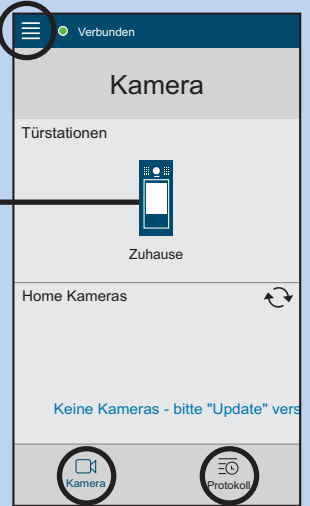 Verbunden
Kamera
Türstationen
Zuhause
Home Kameras
Keine Kameras - bitte "Update" vers
Kamera
Protokoll